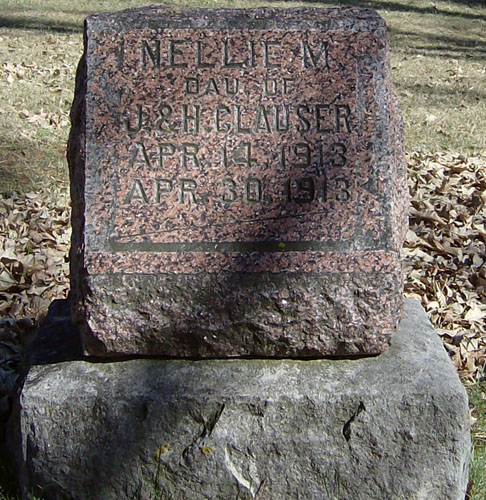 NELLIE M.
DAU. OF
J. & H. CLAUSER
APR. 14, 1913
APR. 30, 1913